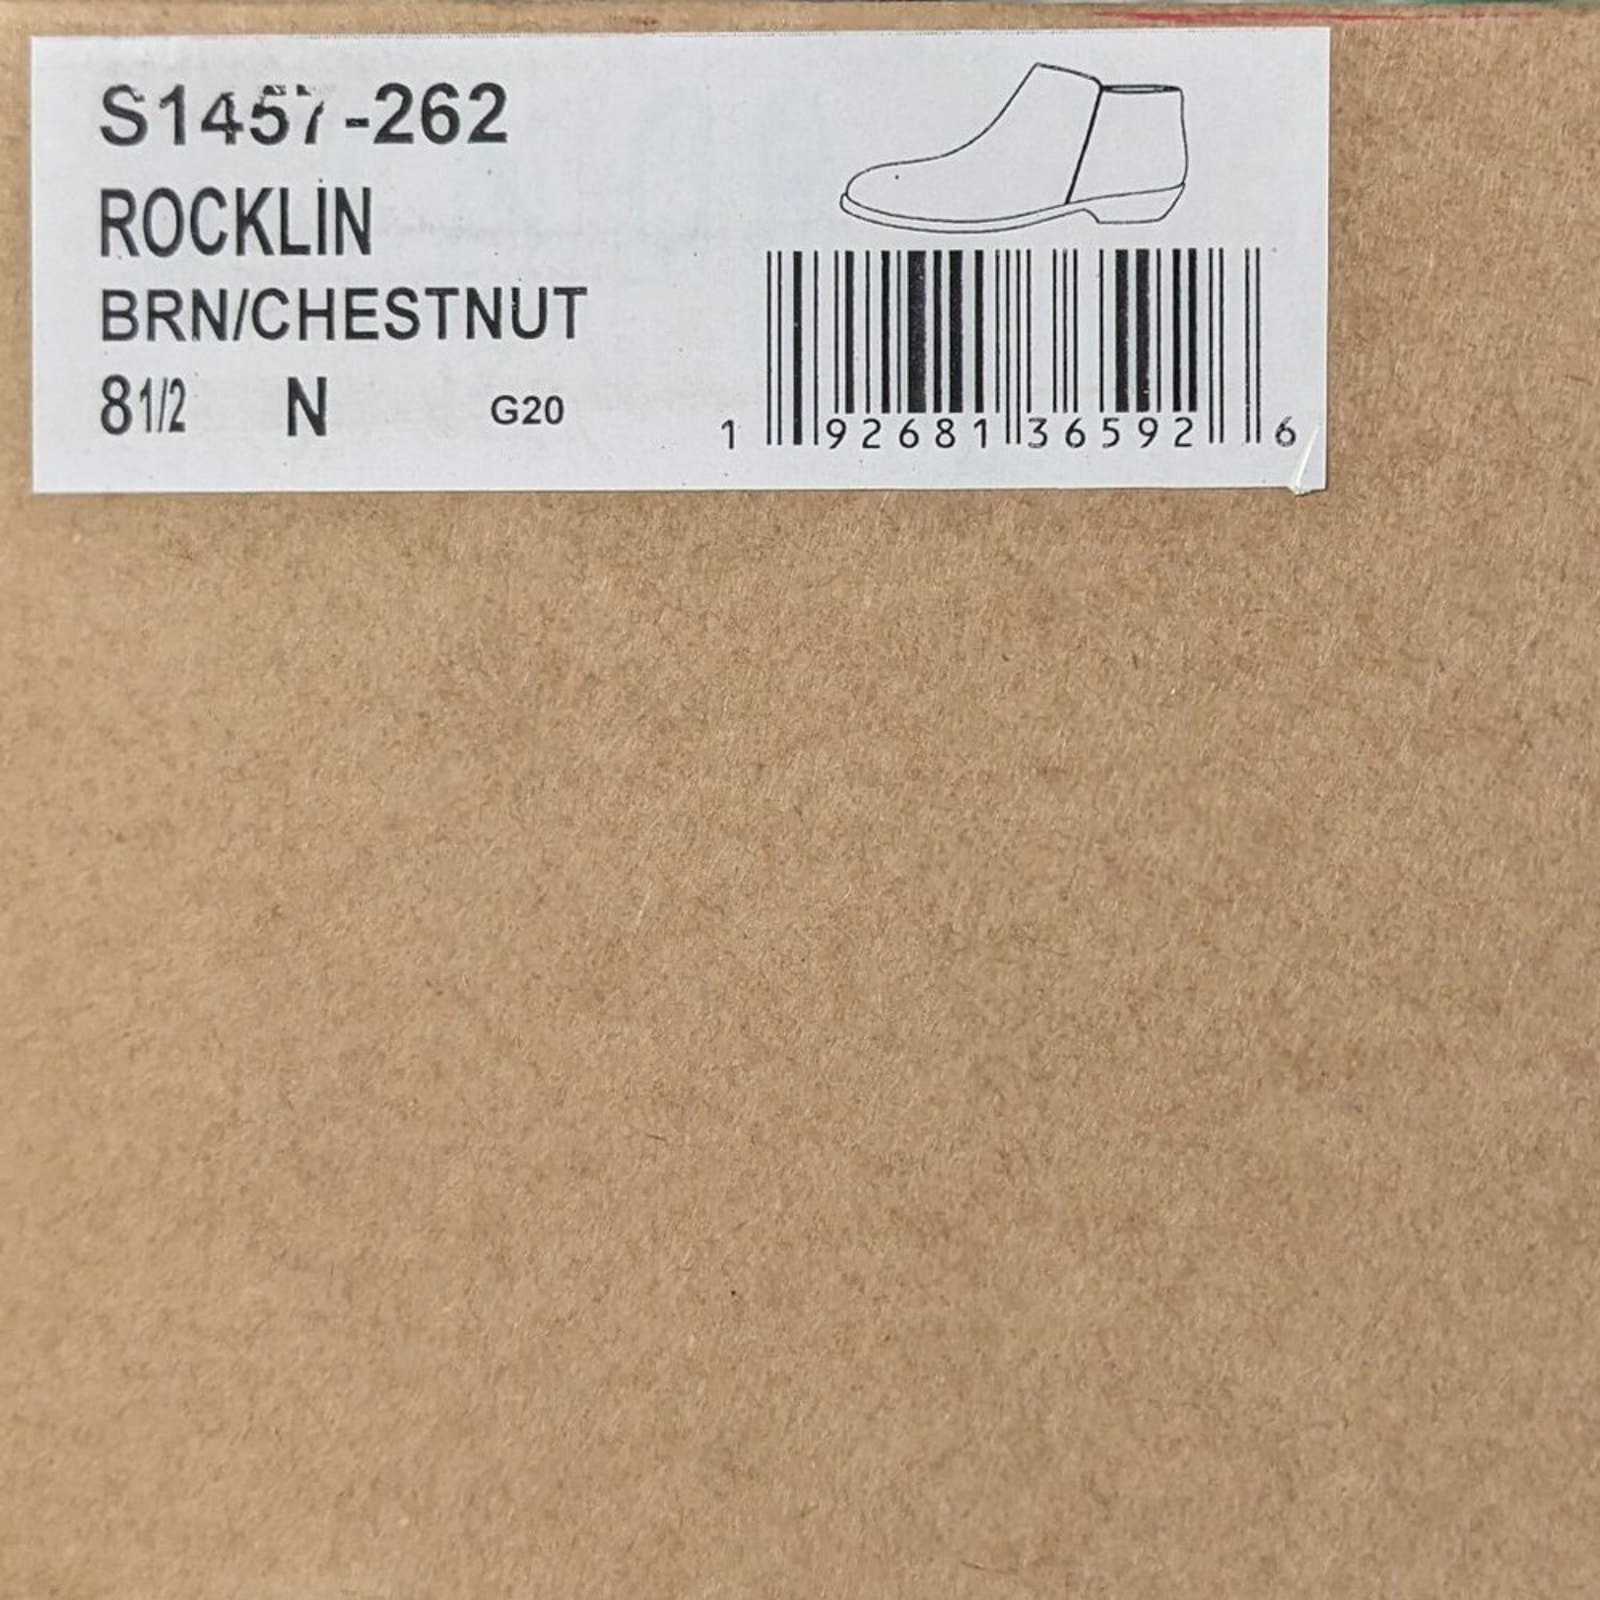 S1457-262
ROCKLIN
BRN/CHESTNUT
8 1/2 N G20
1 92681 36592 6